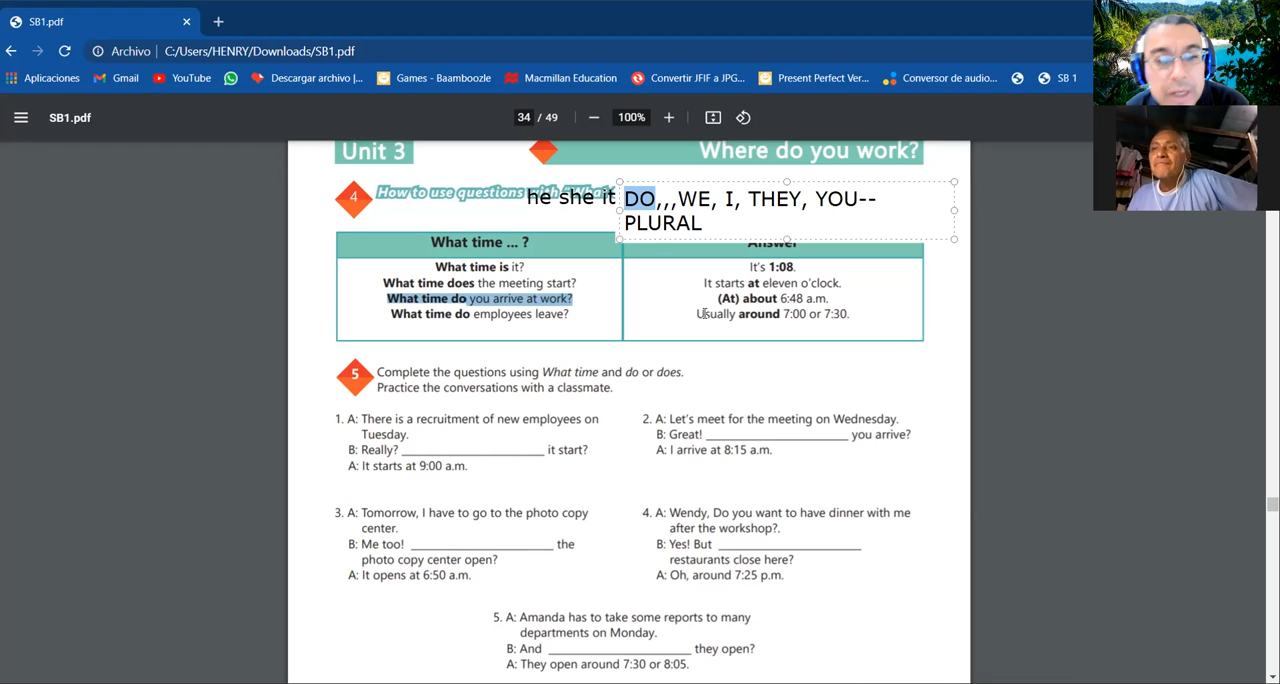 SB1.pdf
Archivo | C:/Users/HENRY/Downloads/SB1.pdf
Aplicaciones Gmail YouTube Descargar archivo |... Games - Baamboozle Macmillan Education Convertir JFIF a JPG... Present Perfect Ver... Conversor de audio... SB 1
SB1.pdf 34 / 49 100%
Unit 3 Where do you work?
4 How to use questions with "What
he she it DO,,,WE, I, THEY, YOU--
PLURAL
What time ... ? Answer
What time is it? It's 1:08.
What time does the meeting start? It starts at eleven o'clock.
What time do you arrive at work? (At) about 6:48 a.m.
What time do employees leave? Usually around 7:00 or 7:30.
5 Complete the questions using What time and do or does.
Practice the conversations with a classmate.
1. A: There is a recruitment of new employees on
Tuesday.
B: Really? ______________________ it start?
A: It starts at 9:00 a.m.
2. A: Let's meet for the meeting on Wednesday.
B: Great! ______________________ you arrive?
A: I arrive at 8:15 a.m.
3. A: Tomorrow, I have to go to the photo copy
center.
B: Me too! ______________________ the
photo copy center open?
A: It opens at 6:50 a.m.
4. A: Wendy, Do you want to have dinner with me
after the workshop?.
B: Yes! But ______________________
restaurants close here?
A: Oh, around 7:25 p.m.
5. A: Amanda has to take some reports to many
departments on Monday.
B: And ______________________ they open?
A: They open around 7:30 or 8:05.